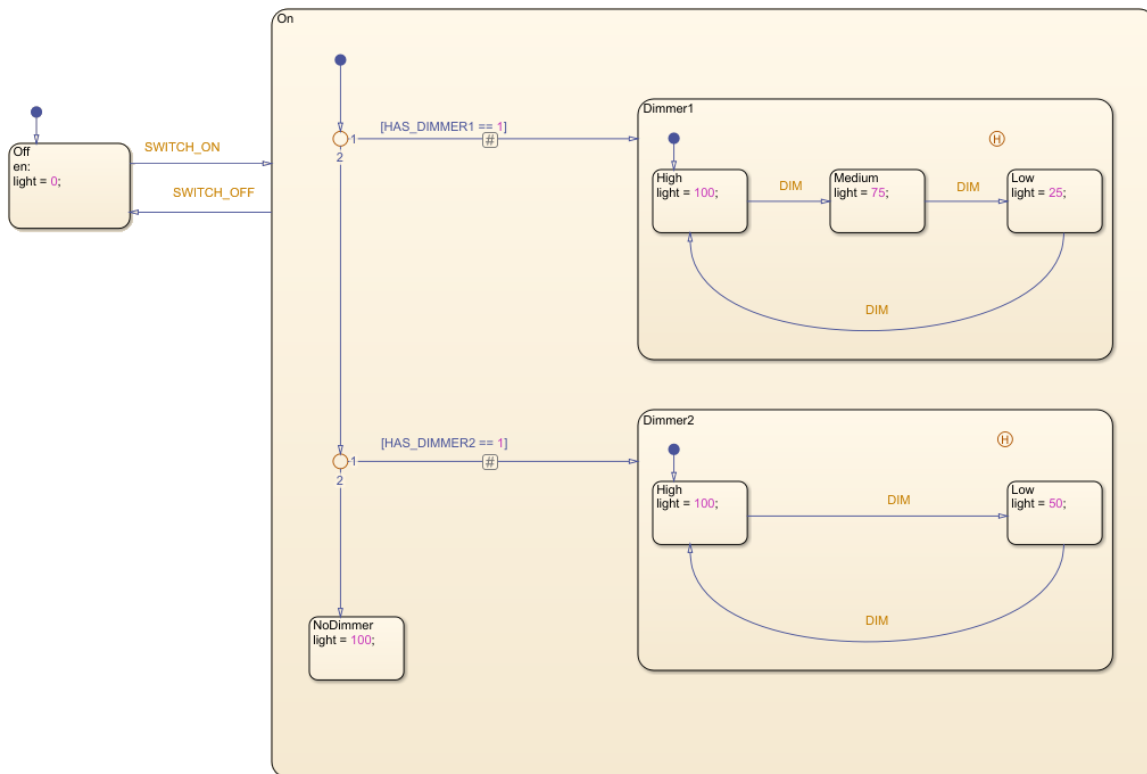 On
Off
en:
light = 0;
SWITCH_ON
SWITCH_OFF
1
2
[HAS_DIMMER1 == 1]
#
Dimmer1
H
High
light = 100;
DIM
Medium
light = 75;
DIM
Low
light = 25;
DIM
1
2
[HAS_DIMMER2 == 1]
#
Dimmer2
H
High
light = 100;
DIM
Low
light = 50;
DIM
NoDimmer
light = 100;